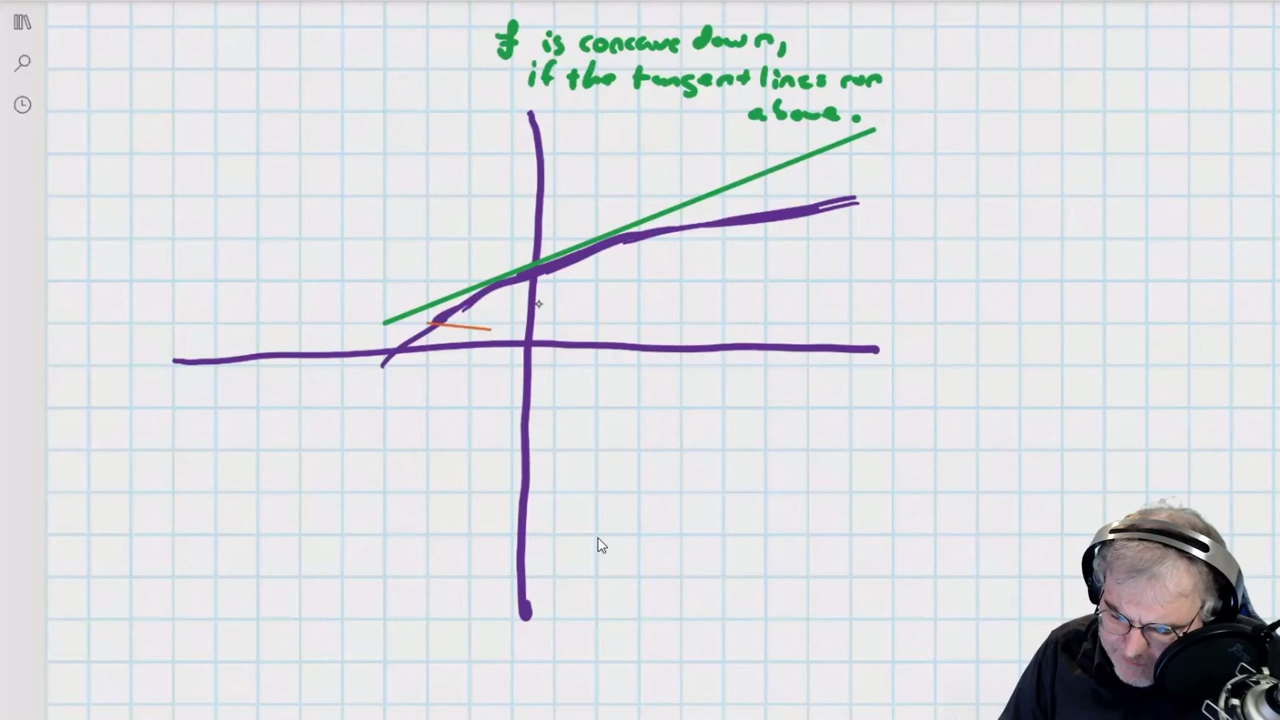 f is concave down,
if the tangent lines run
above.